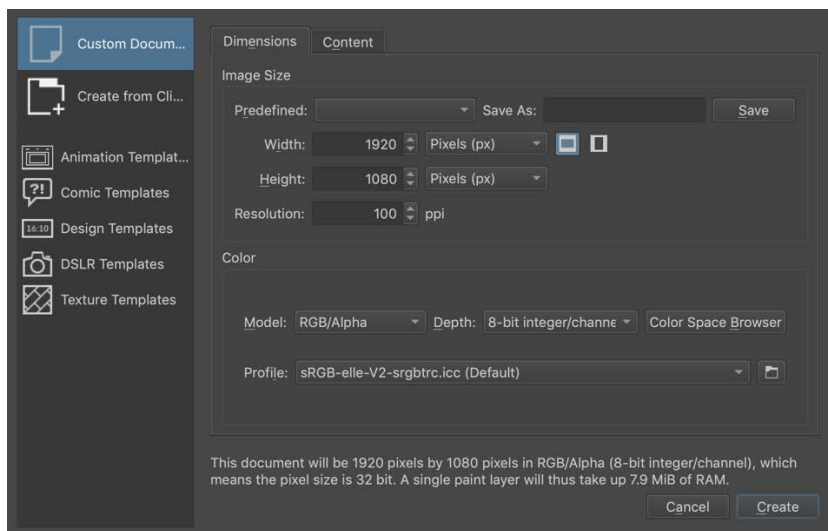 Custom Docum...
Create from Cli...
Animation Templat...
?! Comic Templates
16:10 Design Templates
DSLR Templates
Texture Templates
Dimensions Content
Image Size
Predefined: Save As: Save
Width: 1920 Pixels (px)
Height: 1080 Pixels (px)
Resolution: 100 ppi
Color
Model: RGB/Alpha Depth: 8-bit integer/channe Color Space Browser
Profile: sRGB-elle-V2-srgbtrc.icc (Default)
This document will be 1920 pixels by 1080 pixels in RGB/Alpha (8-bit integer/channel), which
means the pixel size is 32 bit. A single paint layer will thus take up 7.9 MiB of RAM.
Cancel Create